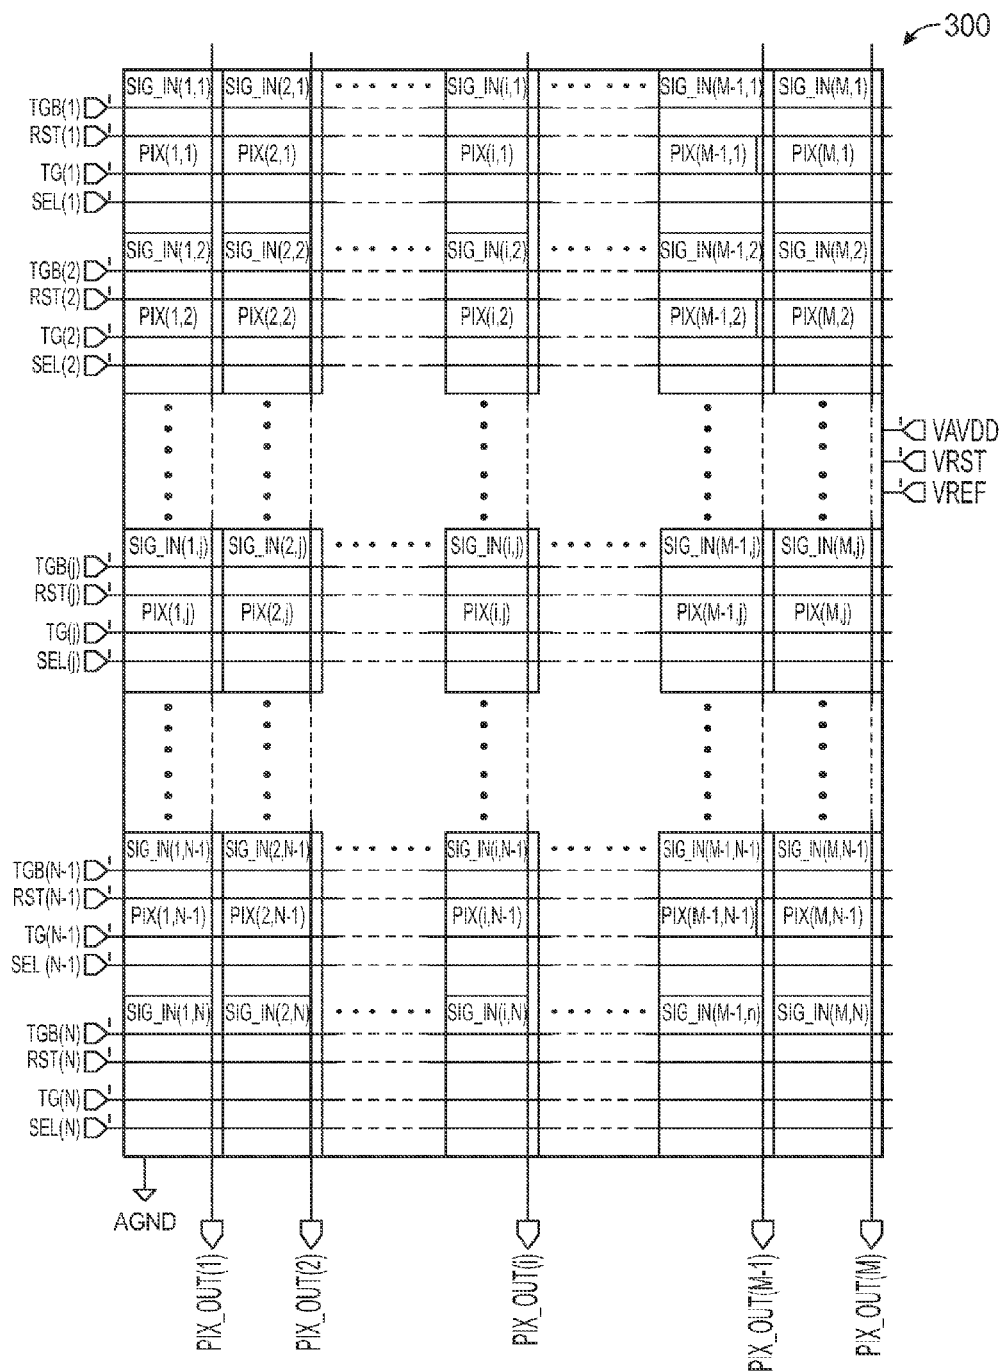 300
SIG_IN(1,1) SIG_IN(2,1) SIG_IN(i,1) SIG_IN(M-1,1) SIG_IN(M,1)
TGB(1)
RST(1)
PIX(1,1) PIX(2,1) PIX(i,1) PIX(M-1,1) PIX(M,1)
TG(1)
SEL(1)
SIG_IN(1,2) SIG_IN(2,2) SIG_IN(i,2) SIG_IN(M-1,2) SIG_IN(M,2)
TGB(2)
RST(2)
PIX(1,2) PIX(2,2) PIX(i,2) PIX(M-1,2) PIX(M,2)
TG(2)
SEL(2)
VAVDD
VRST
VREF
SIG_IN(1,j) SIG_IN(2,j) SIG_IN(i,j) SIG_IN(M-1,j) SIG_IN(M,j)
TGB(j)
RST(j)
PIX(1,j) PIX(2,j) PIX(i,j) PIX(M-1,j) PIX(M,j)
TG(j)
SEL(j)
SIG_IN(1,N-1) SIG_IN(2,N-1) SIG_IN(i,N-1) SIG_IN(M-1,N-1) SIG_IN(M,N-1)
TGB(N-1)
RST(N-1)
PIX(1,N-1) PIX(2,N-1) PIX(i,N-1) PIX(M-1,N-1) PIX(M,N-1)
TG(N-1)
SEL (N-1)
SIG_IN(1,N) SIG_IN(2,N) SIG_IN(i,N) SIG_IN(M-1,n) SIG_IN(M,N)
TGB(N)
RST(N)
TG(N)
SEL(N)
AGND
PIX_OUT(1) PIX_OUT(2) PIX_OUT(i) PIX_OUT(M-1) PIX_OUT(M)